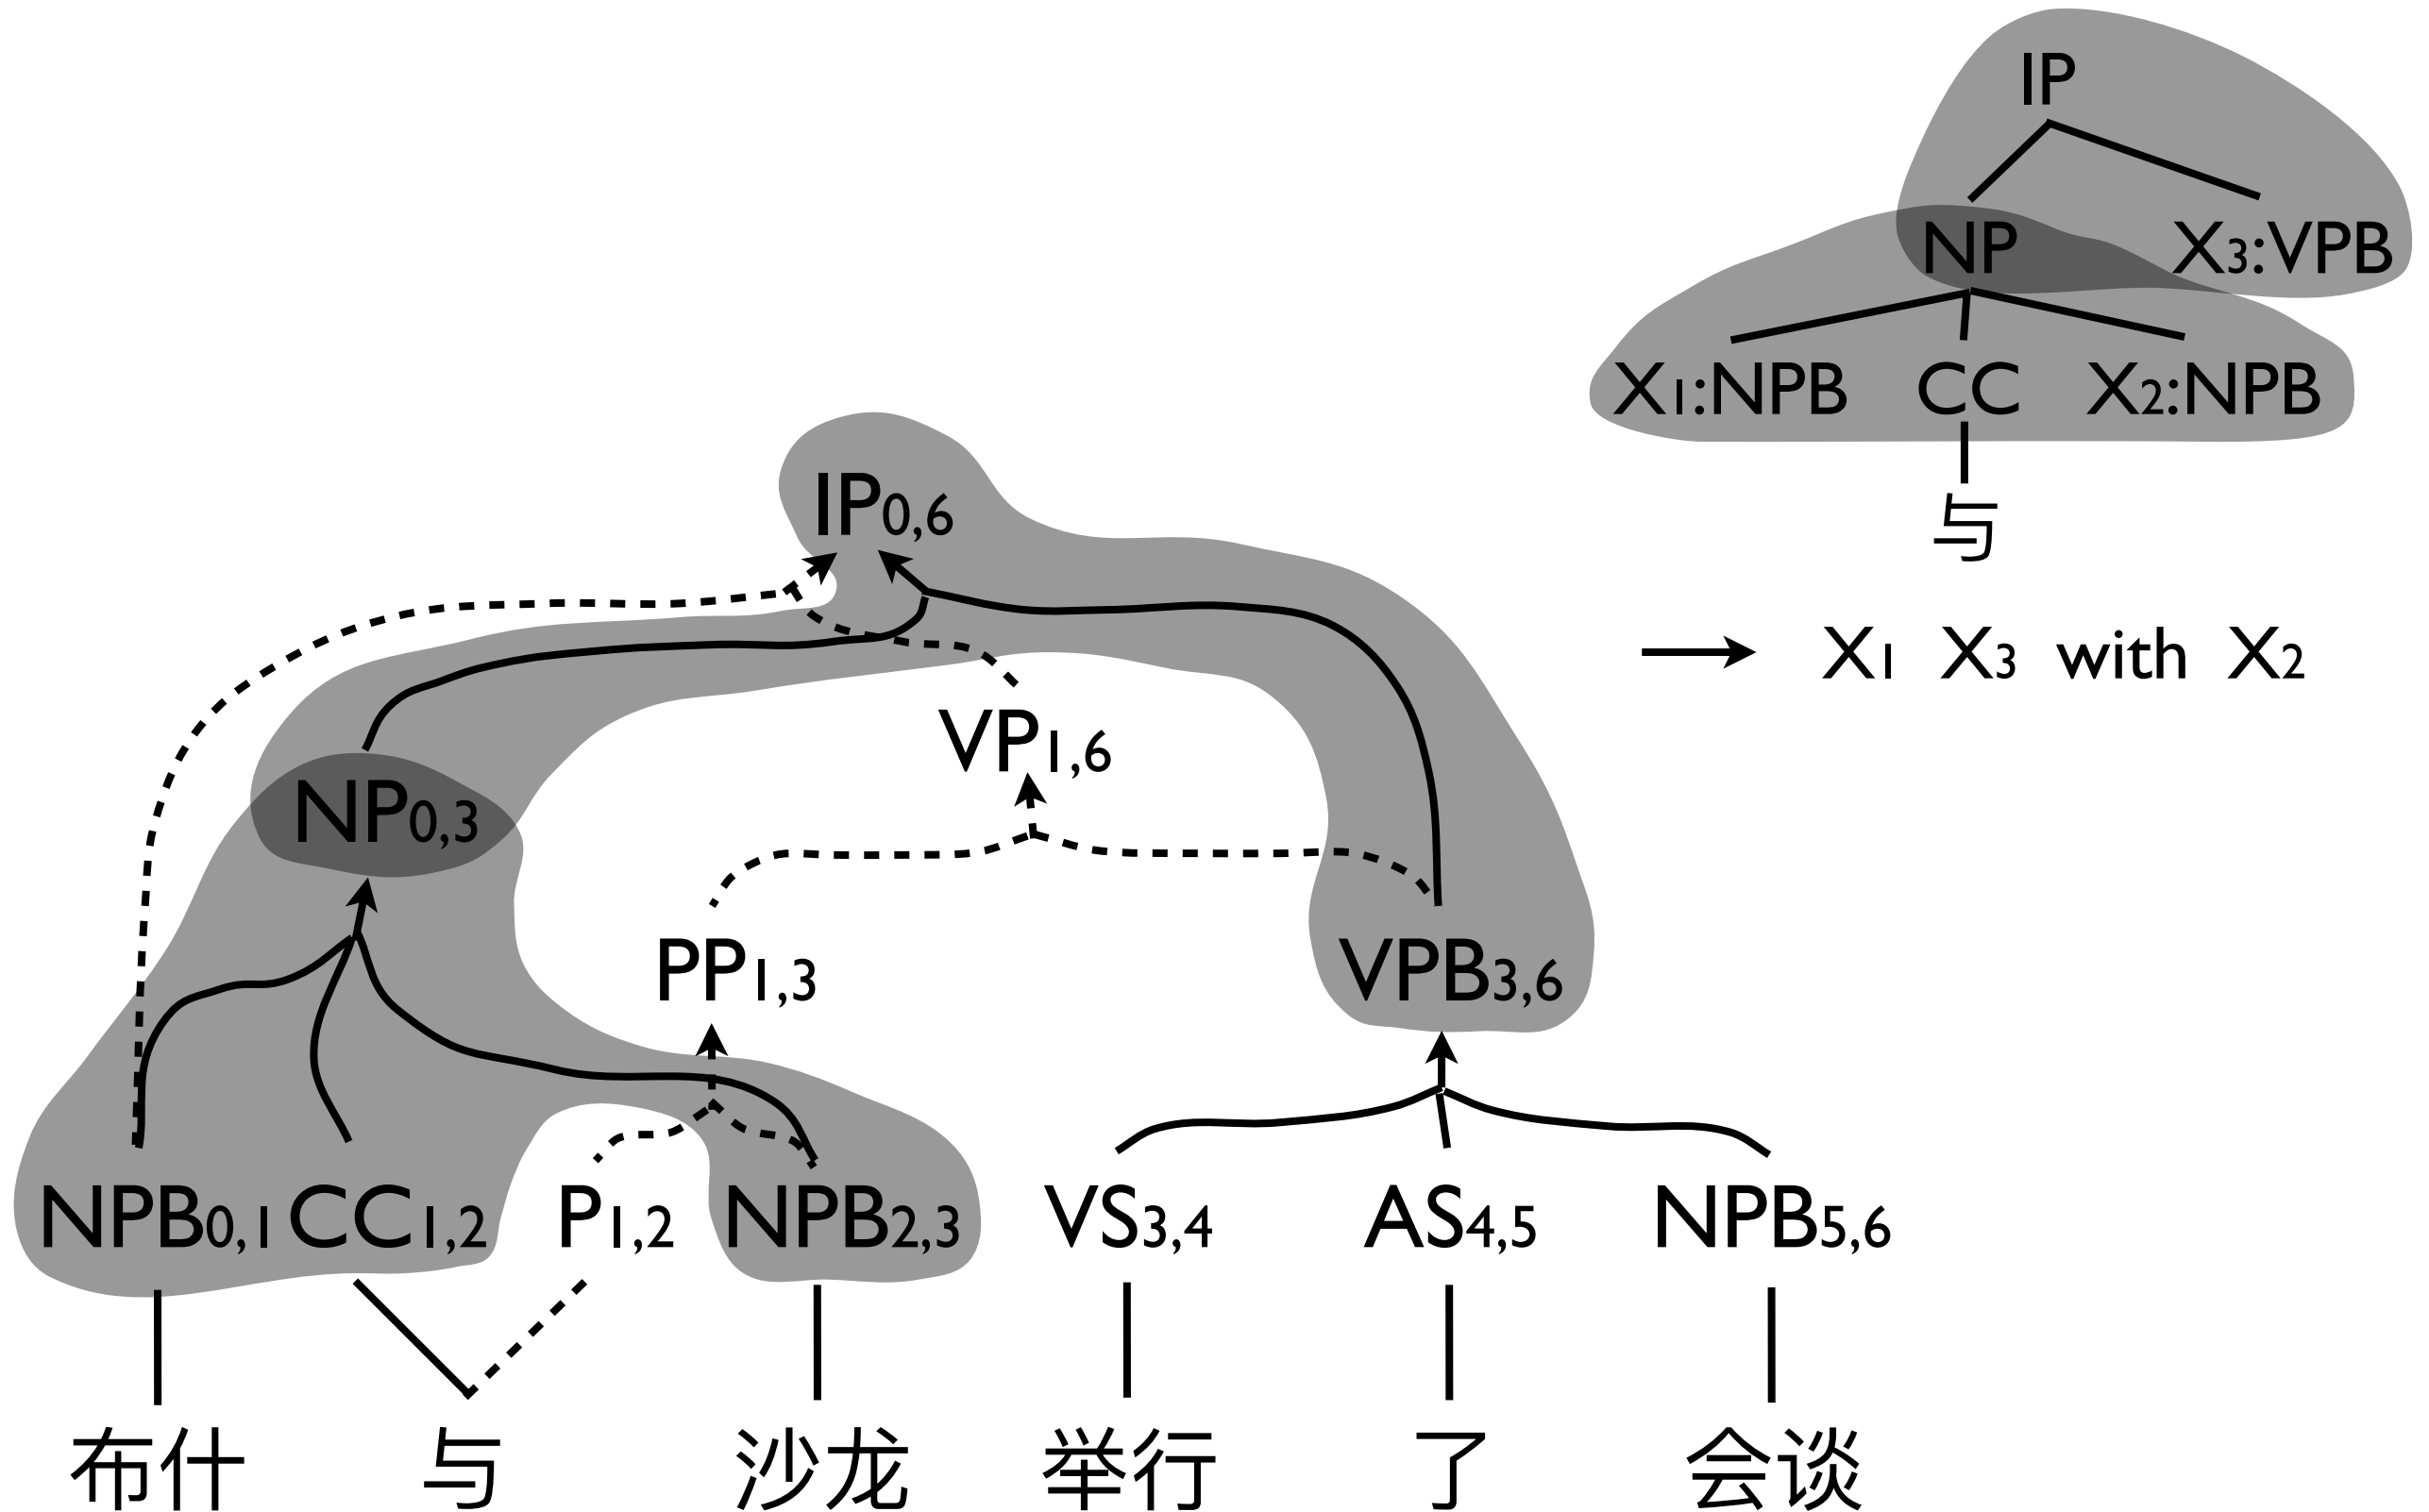 IP
NP X3:VPB
X1:NPB CC X2:NPB
与
X1 X3 with X2
IP0,6
VP1,6
NP0,3
PP1,3 VPB3,6
NPB0,1 CC1,2 P1,2 NPB2,3 VS3,4 AS4,5 NPB5,6
布什 与 沙龙 举行 了 会谈